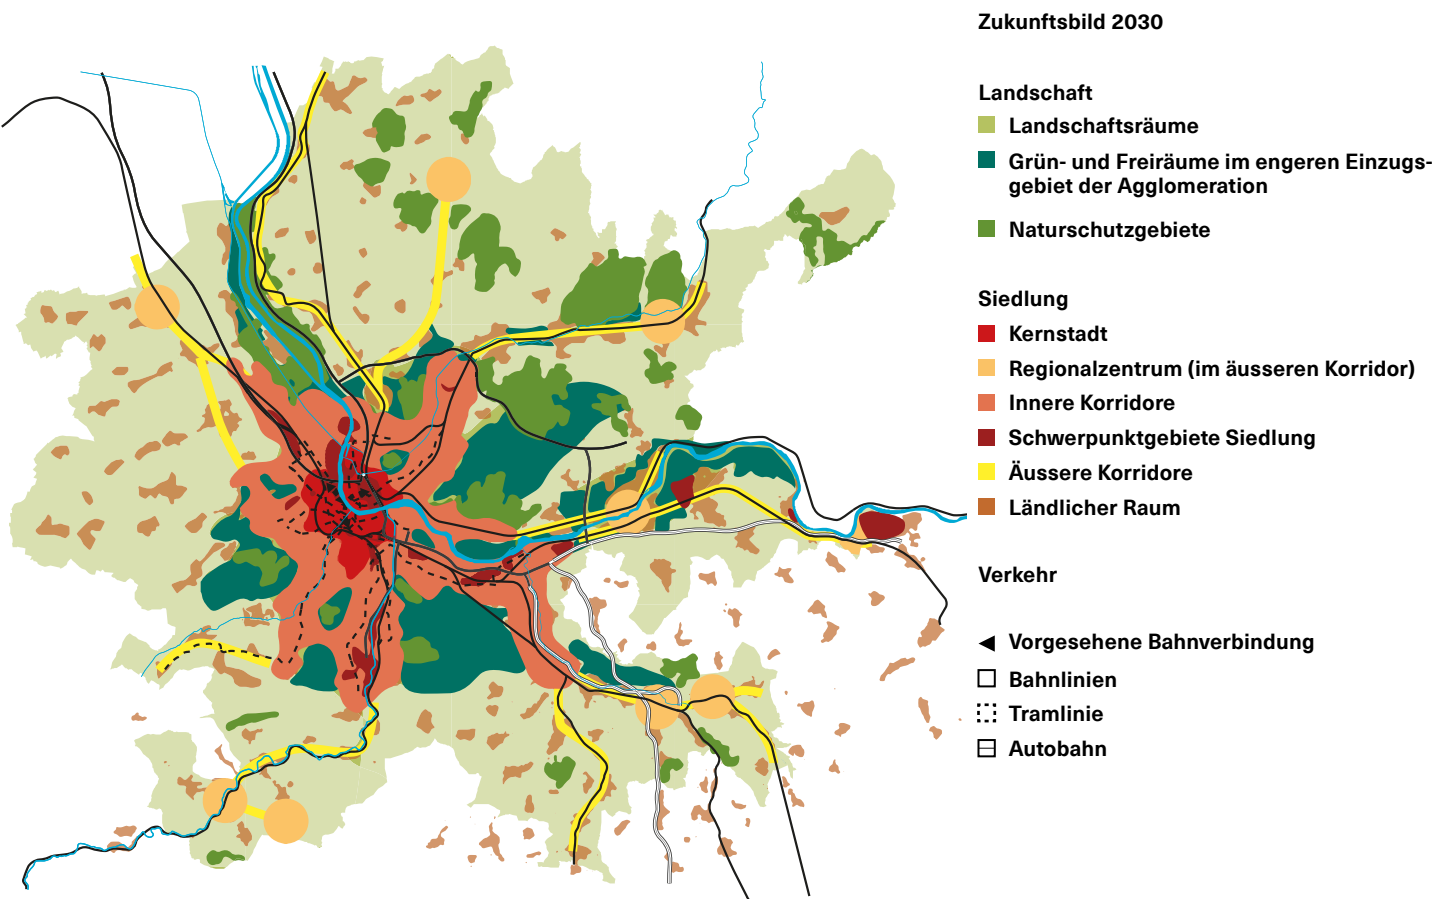 Zukunftsbild 2030
Landschaft
Landschaftsräume
Grün- und Freiräume im engeren Einzugs-
gebiet der Agglomeration
Naturschutzgebiete
Siedlung
Kernstadt
Regionalzentrum (im äusseren Korridor)
Innere Korridore
Schwerpunktgebiete Siedlung
Äussere Korridore
Ländlicher Raum
Verkehr
Vorgesehene Bahnverbindung
Bahnlinien
Tramlinie
Autobahn